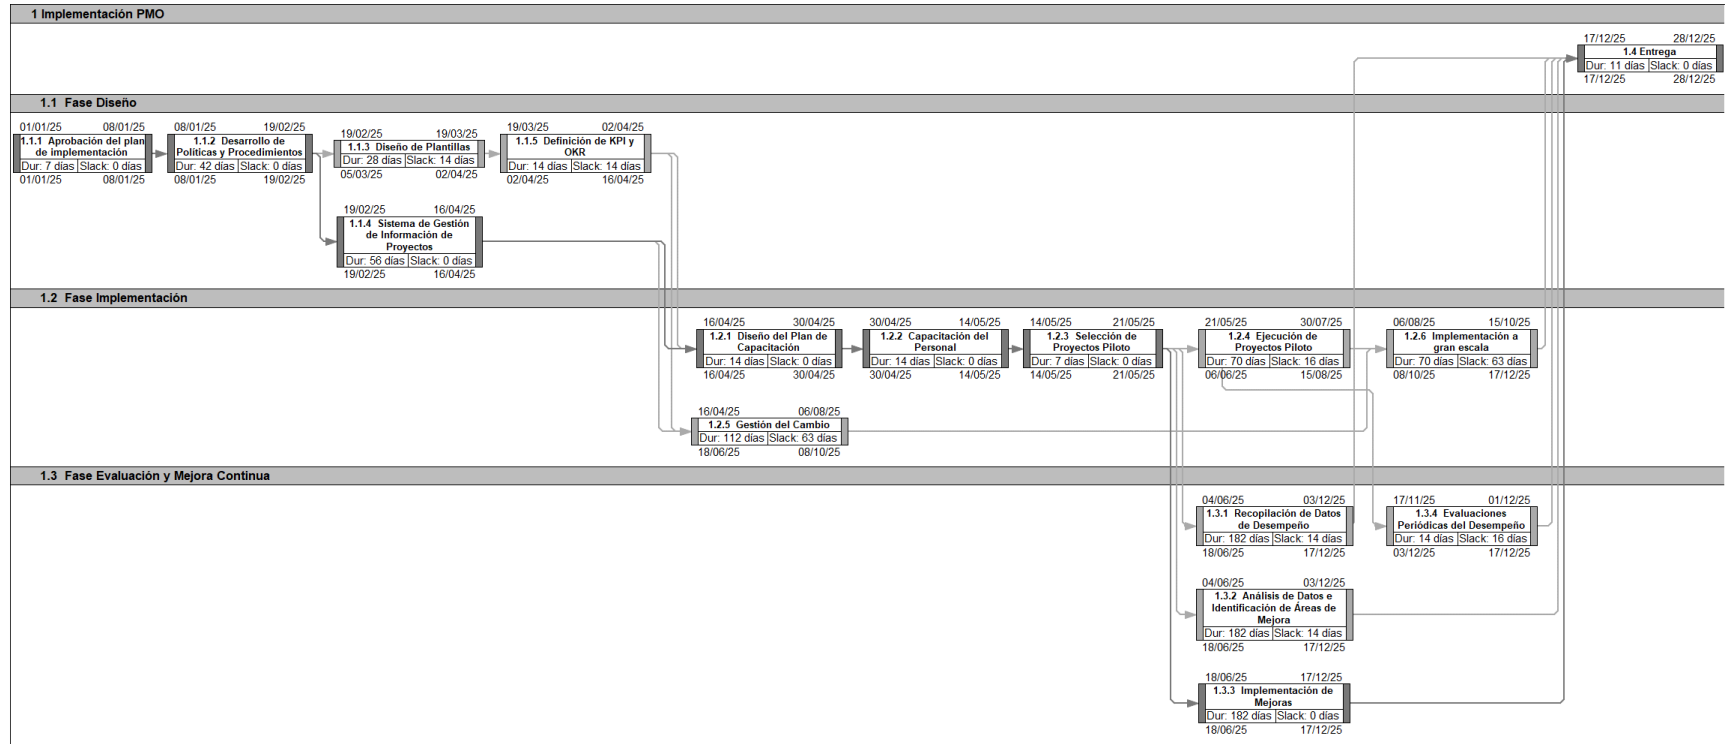 1 Implementación PMO
17/12/25 28/12/25
1.4 Entrega
Dur: 11 días Slack: 0 días
17/12/25 28/12/25
1.1 Fase Diseño
01/01/25 08/01/25
1.1.1 Aprobación del plan
de implementación
Dur: 7 días Slack: 0 días
01/01/25 08/01/25
08/01/25 19/02/25
1.1.2 Desarrollo de
Políticas y Procedimientos
Dur: 42 días Slack: 0 días
08/01/25 19/02/25
19/02/25 19/03/25
1.1.3 Diseño de Plantillas
Dur: 28 días Slack: 14 días
05/03/25 02/04/25
19/03/25 02/04/25
1.1.5 Definición de KPI y
OKR
Dur: 14 días Slack: 14 días
02/04/25 16/04/25
19/02/25 16/04/25
1.1.4 Sistema de Gestión
de Información de
Proyectos
Dur: 56 días Slack: 0 días
19/02/25 16/04/25
1.2 Fase Implementación
16/04/25 30/04/25
1.2.1 Diseño del Plan de
Capacitación
Dur: 14 días Slack: 0 días
16/04/25 30/04/25
30/04/25 14/05/25
1.2.2 Capacitación del
Personal
Dur: 14 días Slack: 0 días
30/04/25 14/05/25
14/05/25 21/05/25
1.2.3 Selección de
Proyectos Piloto
Dur: 7 días Slack: 0 días
14/05/25 21/05/25
21/05/25 30/07/25
1.2.4 Ejecución de
Proyectos Piloto
Dur: 70 días Slack: 16 días
06/06/25 15/08/25
06/08/25 15/10/25
1.2.6 Implementación a
gran escala
Dur: 70 días Slack: 63 días
08/10/25 17/12/25
16/04/25 06/08/25
1.2.5 Gestión del Cambio
Dur: 112 días Slack: 63 días
18/06/25 08/10/25
1.3 Fase Evaluación y Mejora Continua
04/06/25 03/12/25
1.3.1 Recopilación de Datos
de Desempeño
Dur: 182 días Slack: 14 días
18/06/25 17/12/25
17/11/25 01/12/25
1.3.4 Evaluaciones
Periódicas del Desempeño
Dur: 14 días Slack: 16 días
03/12/25 17/12/25
04/06/25 03/12/25
1.3.2 Análisis de Datos e
Identificación de Áreas de
Mejora
Dur: 182 días Slack: 14 días
18/06/25 17/12/25
18/06/25 17/12/25
1.3.3 Implementación de
Mejoras
Dur: 182 días Slack: 0 días
18/06/25 17/12/25